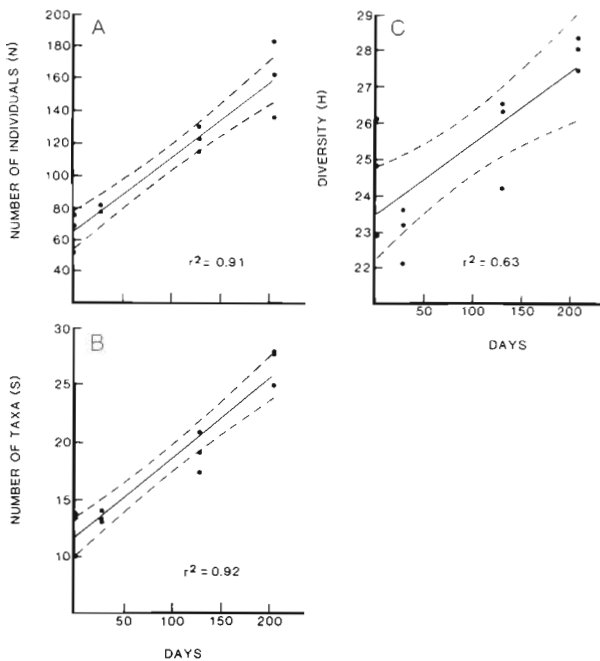 A
NUMBER OF INDIVIDUALS (N)
200
180
160
140
120
100
80
60
40
r² = 0.91
B
NUMBER OF TAXA (S)
30
25
20
15
10
r² = 0.92
50
100
150
200
DAYS
C
DIVERSITY (H)
29
28
27
26
25
24
23
22
21
r² = 0.63
50
100
150
200
DAYS